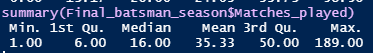 summary(Final_batsman_season$Matches_played)
Min. 1st Qu. Median Mean 3rd Qu. Max.
1.00 6.00 16.00 35.33 50.00 189.00